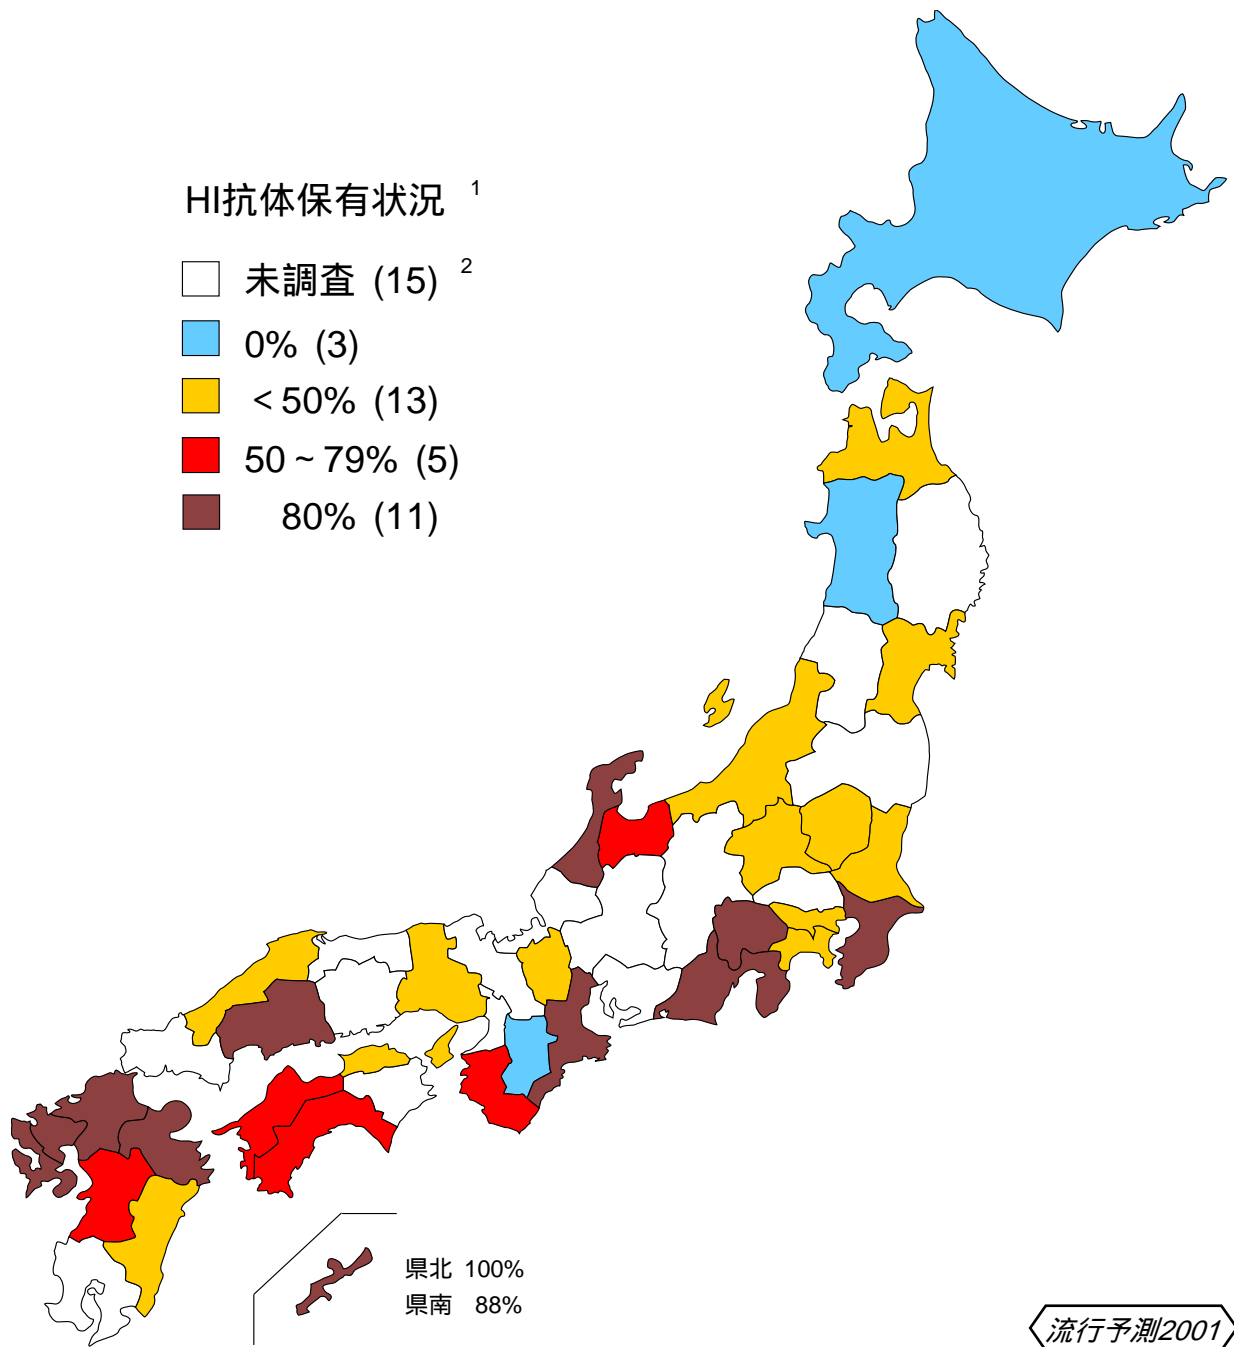 HI抗体保有状況 1
未調査 (15) 2
0% (3)
＜50% (13)
50～79% (5)
80% (11)
県北 100%
県南 88%
流行予測2001